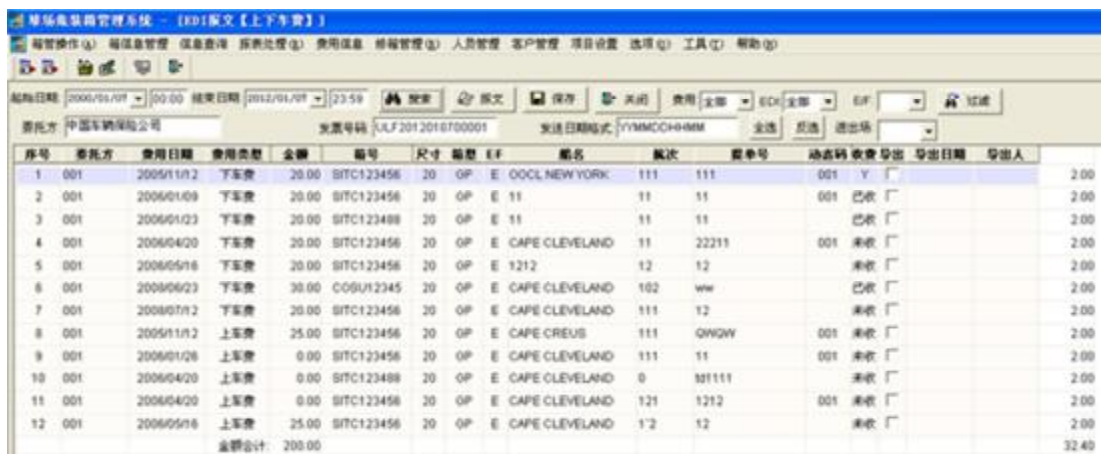 堆场集装箱管理系统 - [EDI报文【上下车费】]
箱管操作 箱信息管理 信息查询 报表处理 费用信息 修箱管理 人员管理 客户管理 项目设置 选项 工具(T) 帮助
起始日期 00:00 结束日期 2012/01/07 23:59 搜索 报文 保存 关闭 费用 全部 EDI 全部 E/F 过滤
委托方 中国车辆保险公司 发票号码 ULF2012010700001 发送日期格式 YYMMDDHHMM 全选 反选 进出场
序号 委托方 费用日期 费用类型 金额 箱号 尺寸 箱型 E/F 船名 航次 提单号 动态码 收费 导出 导出日期 导出人
1 001 2005/11/12 下车费 20.00 SITC123456 20 GP E OOCL NEW YORK 111 111 001 Y 2.00
2 001 2006/01/09 下车费 20.00 SITC123456 20 GP E 11 11 11 001 已收 2.00
3 001 2006/01/23 下车费 20.00 SITC123488 20 GP E 11 11 11 已收 2.00
4 001 2006/04/20 下车费 20.00 SITC123456 20 GP E CAPE CLEVELAND 11 22211 001 未收 2.00
5 001 2006/05/16 下车费 20.00 SITC123456 20 GP E 1212 12 12 未收 2.00
6 001 2008/06/23 下车费 30.00 COSU12345 20 GP E CAPE CLEVELAND 102 ww 已收 2.00
7 001 2008/07/12 下车费 20.00 SITC123456 20 GP E CAPE CLEVELAND 111 12 未收 2.00
8 001 2005/11/12 上车费 25.00 SITC123456 20 GP E CAPE CREUS 111 QWQW 001 未收 2.00
9 001 2006/01/26 上车费 0.00 SITC123456 20 GP E CAPE CLEVELAND 111 11 001 未收 2.00
10 001 2006/04/20 上车费 0.00 SITC123488 20 GP E CAPE CLEVELAND 0 td1111 未收 2.00
11 001 2006/04/20 上车费 0.00 SITC123456 20 GP E CAPE CLEVELAND 121 1212 001 未收 2.00
12 001 2006/05/16 上车费 25.00 SITC123456 20 GP E CAPE CLEVELAND 1`2 12 未收 2.00
金额合计: 200.00 32.40